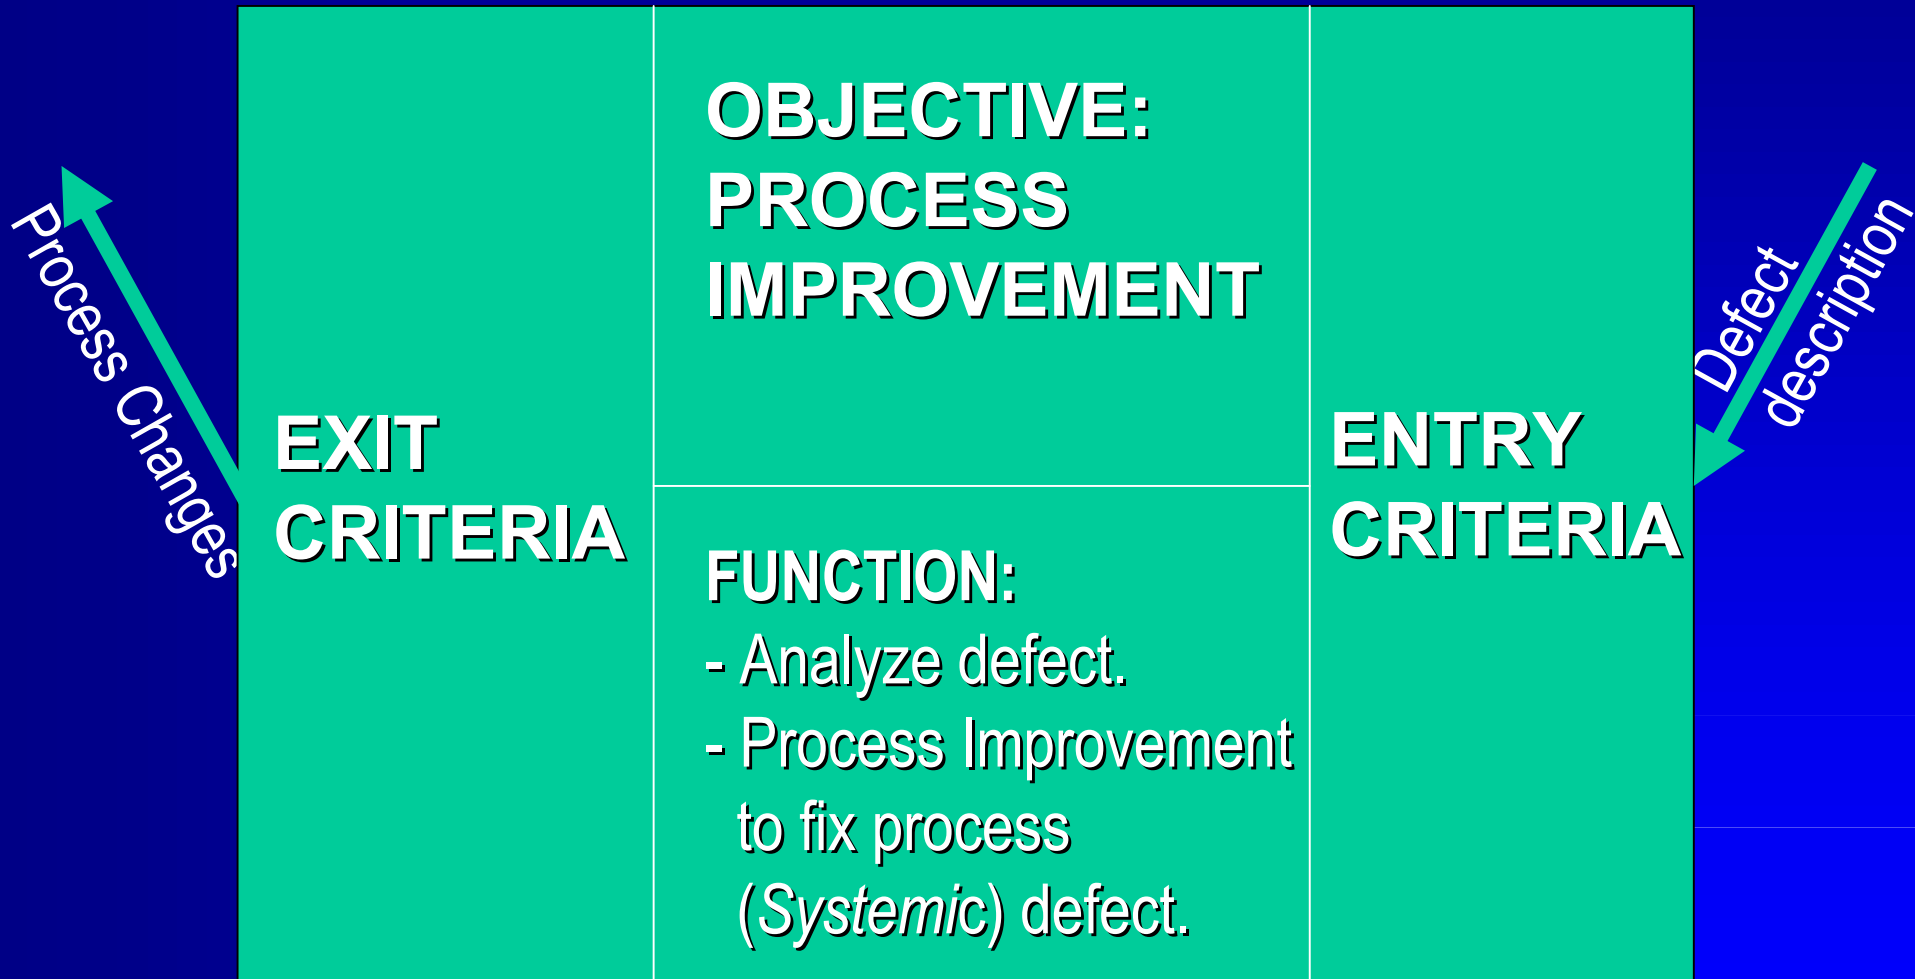 Process Changes
EXIT
CRITERIA
OBJECTIVE:
PROCESS
IMPROVEMENT
FUNCTION:
- Analyze defect.
- Process Improvement
to fix process
(Systemic) defect.
ENTRY
CRITERIA
Defect
description